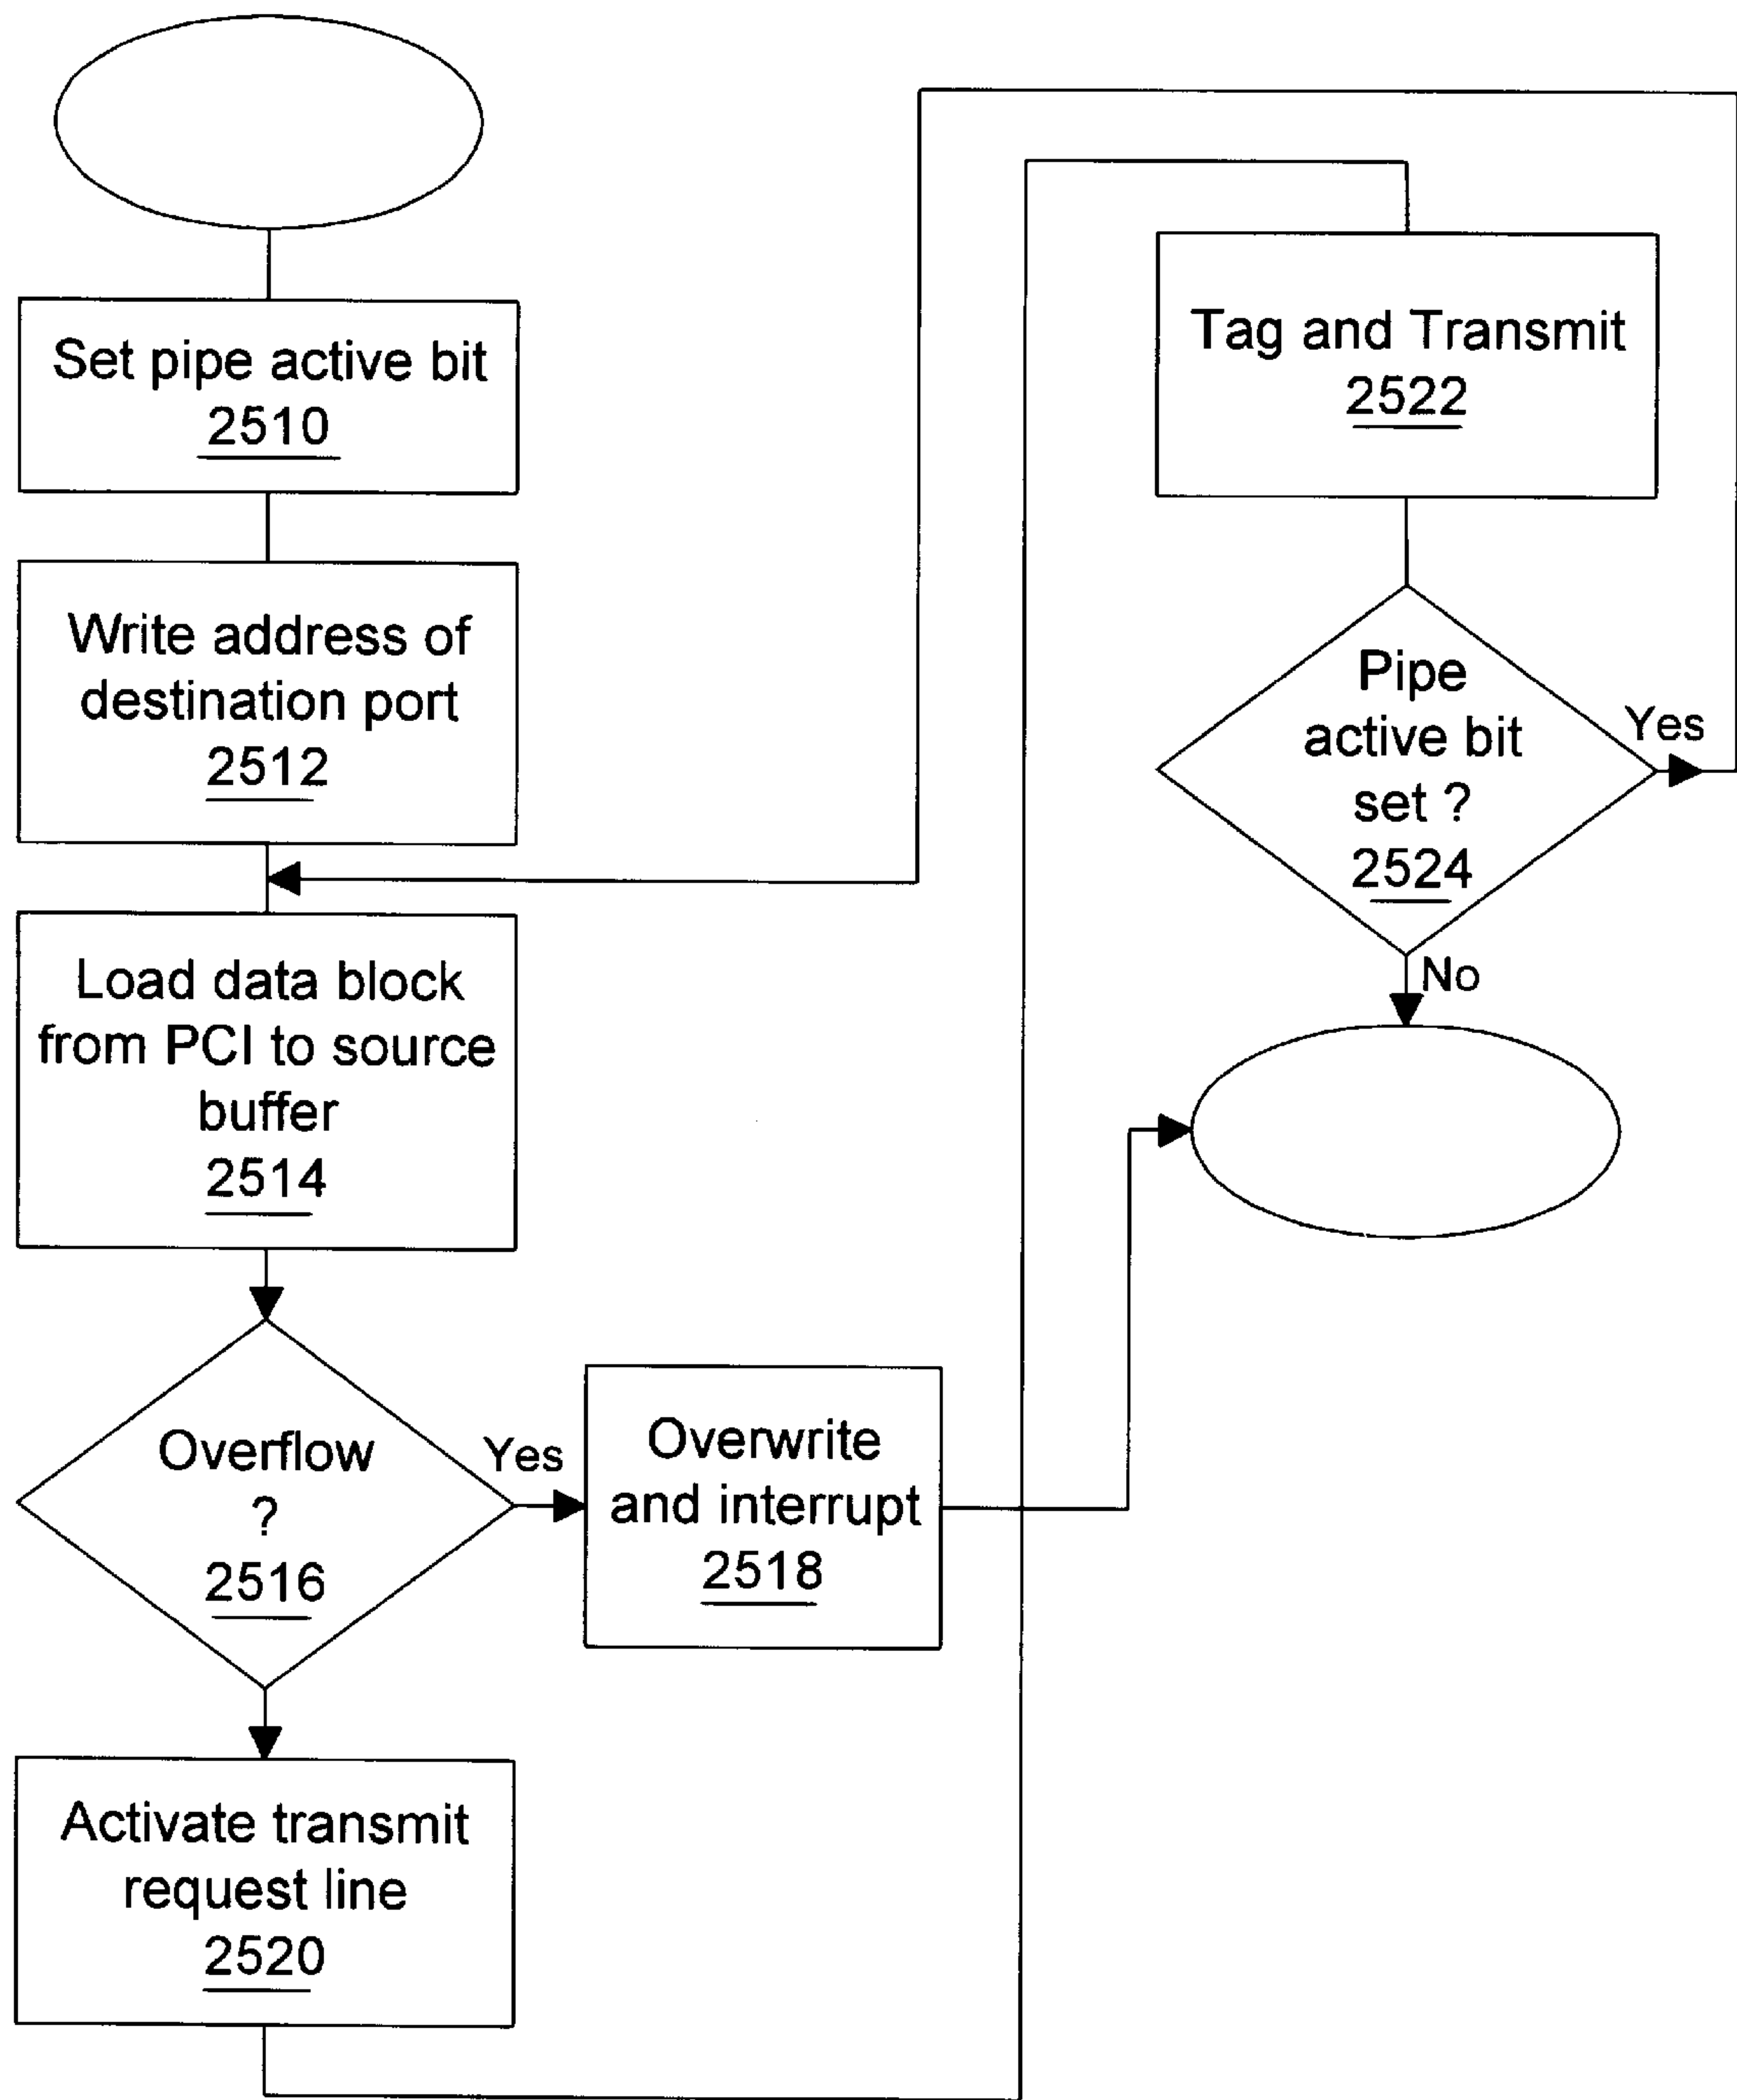 Set pipe active bit
2510
Write address of
destination port
2512
Load data block
from PCI to source
buffer
2514
Overflow
?
2516
Yes
Overwrite
and interrupt
2518
Activate transmit
request line
2520
Tag and Transmit
2522
Pipe
active bit
set ?
2524
Yes
No